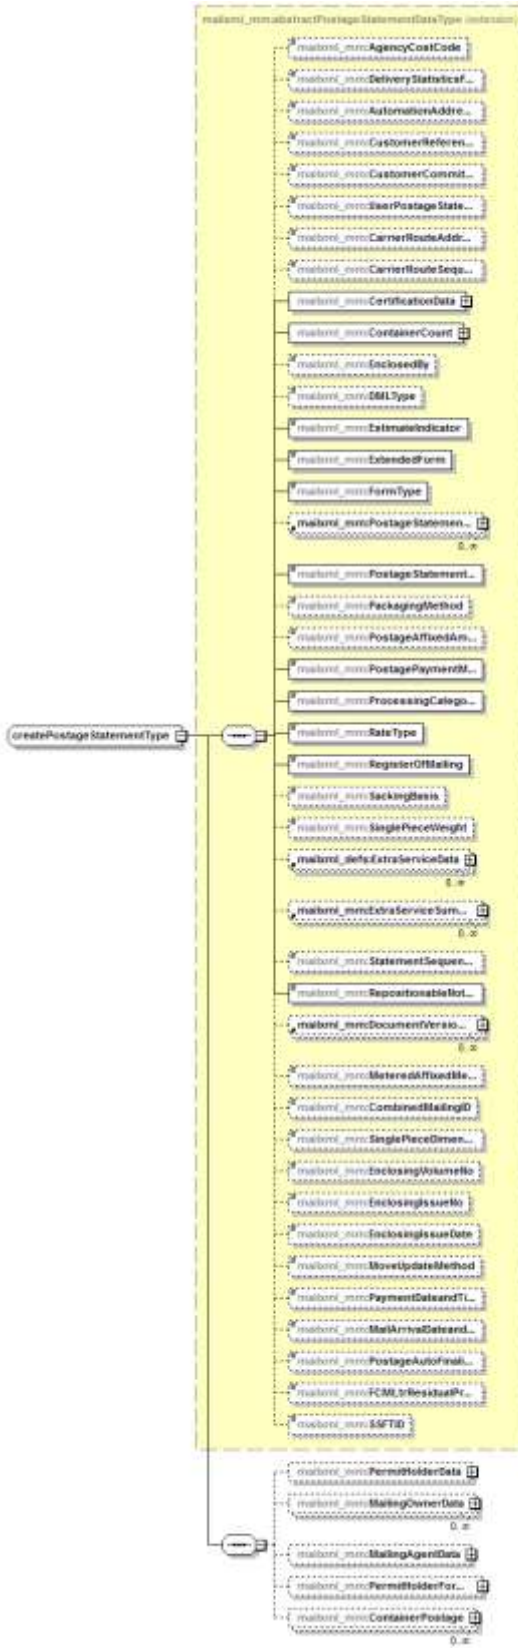 mailxml_mm:abstractPostageStatementDataType (extension)
mailxml_mm:AgencyCostCode
mailxml_mm:DeliveryStatisticsF...
mailxml_mm:AutomationAddre...
mailxml_mm:CustomerReferen...
mailxml_mm:CustomerCommit...
mailxml_mm:UserPostageState...
mailxml_mm:CarrierRouteAddr...
mailxml_mm:CarrierRouteSequ...
mailxml_mm:CertificationData
mailxml_mm:ContainerCount
mailxml_mm:EnclosedBy
mailxml_mm:DMLType
mailxml_mm:EstimateIndicator
mailxml_mm:ExtendedForm
mailxml_mm:FormType
mailxml_mm:PostageStatemen...
0..∞
mailxml_mm:PostageStatement...
mailxml_mm:PackagingMethod
mailxml_mm:PostageAffixedAm...
mailxml_mm:PostagePaymentM...
mailxml_mm:ProcessingCatego...
createPostageStatementType
mailxml_mm:RateType
mailxml_mm:RegisterOfMailing
mailxml_mm:SackingBasis
mailxml_mm:SinglePieceWeight
mailxml_defs:ExtraServiceData
0..∞
mailxml_mm:ExtraServiceSum...
0..∞
mailxml_mm:StatementSequen...
mailxml_mm:RepositionableNot...
mailxml_mm:DocumentVersio...
0..∞
mailxml_mm:MeteredAffixedMe...
mailxml_mm:CombinedMailingID
mailxml_mm:SinglePieceDimen...
mailxml_mm:EnclosingVolumeNo
mailxml_mm:EnclosingIssueNo
mailxml_mm:EnclosingIssueDate
mailxml_mm:MoveUpdateMethod
mailxml_mm:PaymentDateandTi...
mailxml_mm:MailArrivalDateand...
mailxml_mm:PostageAutoFinali...
mailxml_mm:FCMLtrResidualPr...
mailxml_mm:SSFTID
mailxml_mm:PermitHolderData
mailxml_mm:MailingOwnerData
0..∞
mailxml_mm:MailingAgentData
mailxml_mm:PermitHolderFor...
mailxml_mm:ContainerPostage
0..∞